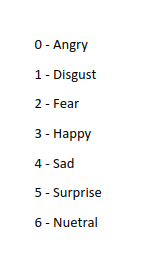 0 - Angry
1 - Disgust
2 - Fear
3 - Happy
4 - Sad
5 - Surprise
6 - Nuetral